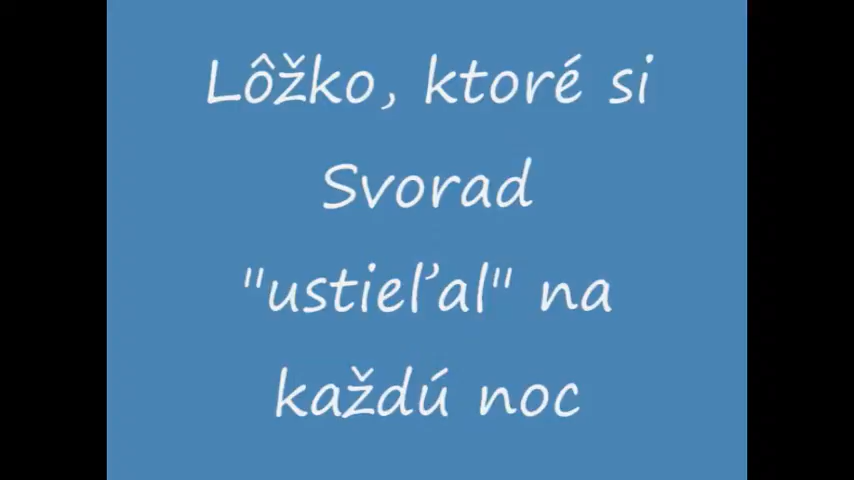 Lôžko, ktoré si
Svorad
"ustieľal" na
každú noc